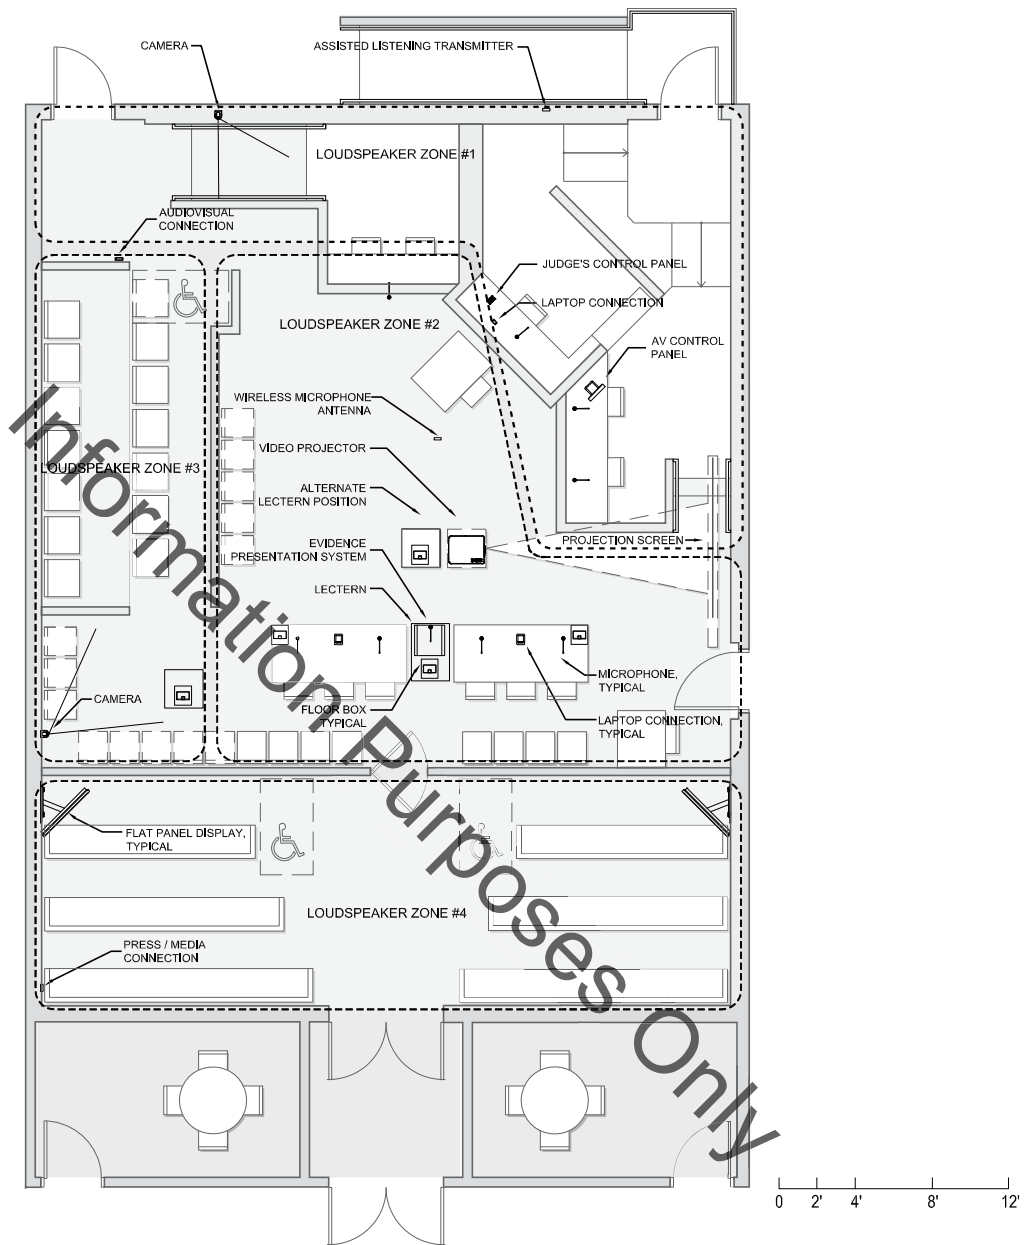 CAMERA
ASSISTED LISTENING TRANSMITTER
LOUDSPEAKER ZONE #1
AUDIOVISUAL
CONNECTION
JUDGE'S CONTROL PANEL
LAPTOP CONNECTION
LOUDSPEAKER ZONE #2
AV CONTROL
PANEL
WIRELESS MICROPHONE
ANTENNA
VIDEO PROJECTOR
LOUDSPEAKER ZONE #3
ALTERNATE
LECTERN POSITION
EVIDENCE
PRESENTATION SYSTEM
PROJECTION SCREEN
LECTERN
MICROPHONE,
TYPICAL
CAMERA
FLOOR BOX
TYPICAL
LAPTOP CONNECTION,
TYPICAL
FLAT PANEL DISPLAY,
TYPICAL
LOUDSPEAKER ZONE #4
PRESS / MEDIA
CONNECTION
Information Purposes Only
0 2' 4' 8' 12'